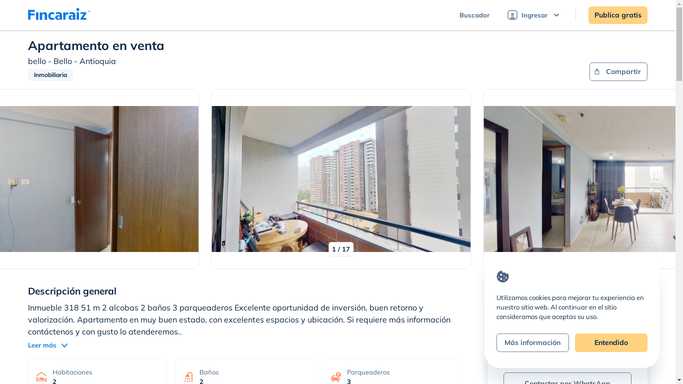 Fincaraiz
Buscador
Ingresar
Publica gratis
Apartamento en venta
bello - Bello - Antioquia
Inmobiliaria
Compartir
1 / 17
Descripción general
Inmueble 318 51 m 2 alcobas 2 baños 3 parqueaderos Excelente oportunidad de inversión, buen retorno y
valorización. Apartamento en muy buen estado, con excelentes espacios y ubicación. Si requiere más información
contáctenos y con gusto lo atenderemos..
Leer más
Habitaciones
2
Baños
2
Parqueaderos
3
Utilizamos cookies para mejorar tu experiencia en
nuestro sitio web. Al continuar en el sitio
consideramos que aceptas su uso.
Más información
Entendido
Contactar por WhatsApp